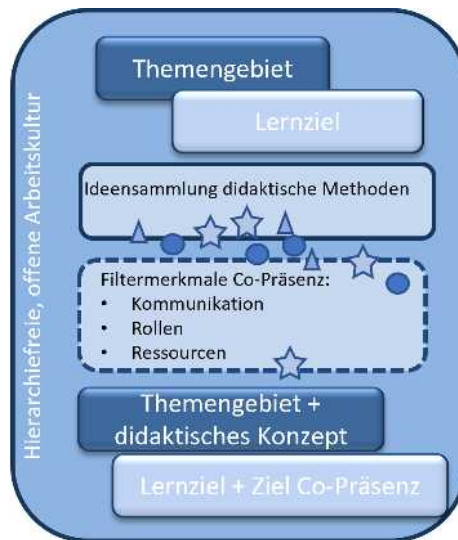 Hierarchiefreie, offene Arbeitskultur
Themengebiet
Lernziel
Ideensammlung didaktische Methoden
Filtermerkmale Co-Präsenz:
• Kommunikation
• Rollen
• Ressourcen
Themengebiet +
didaktisches Konzept
Lernziel + Ziel Co-Präsenz